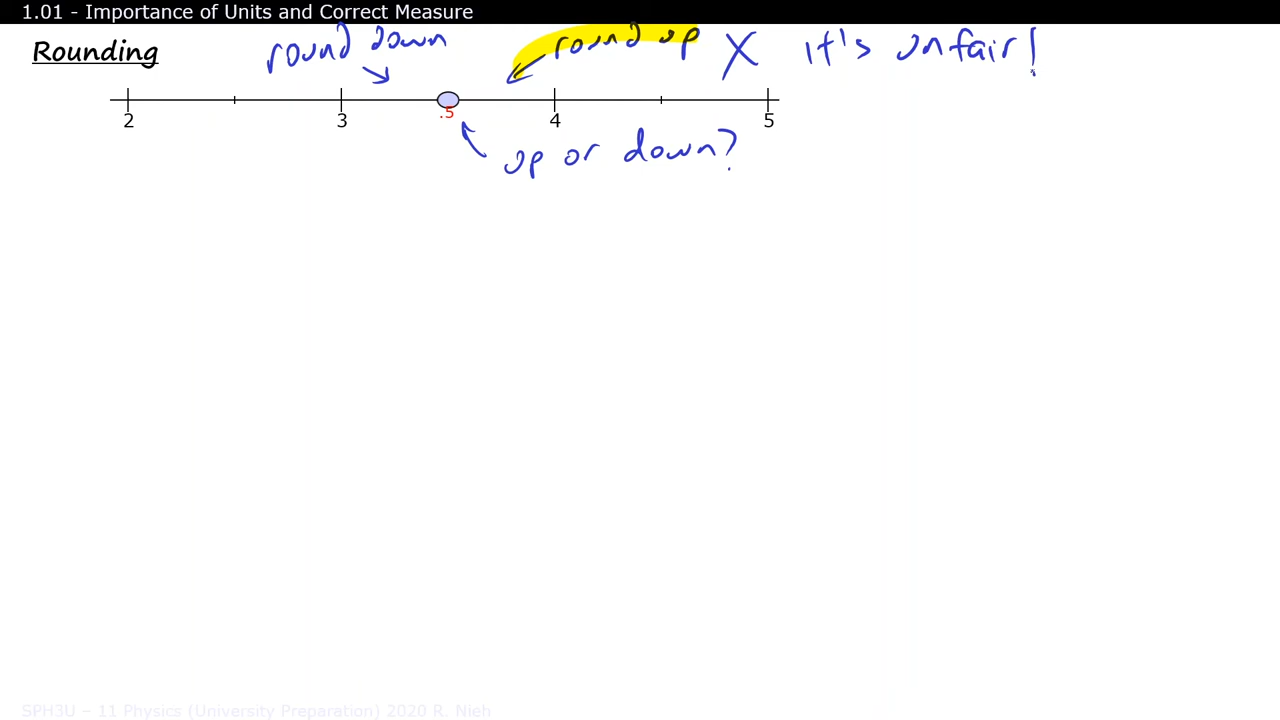 1.01 - Importance of Units and Correct Measure
Rounding round down round up X it's unfair!
2 3 .5 4 5
up or down?
SPH3U – 11 Physics (University Preparation) 2020 R. Nieh